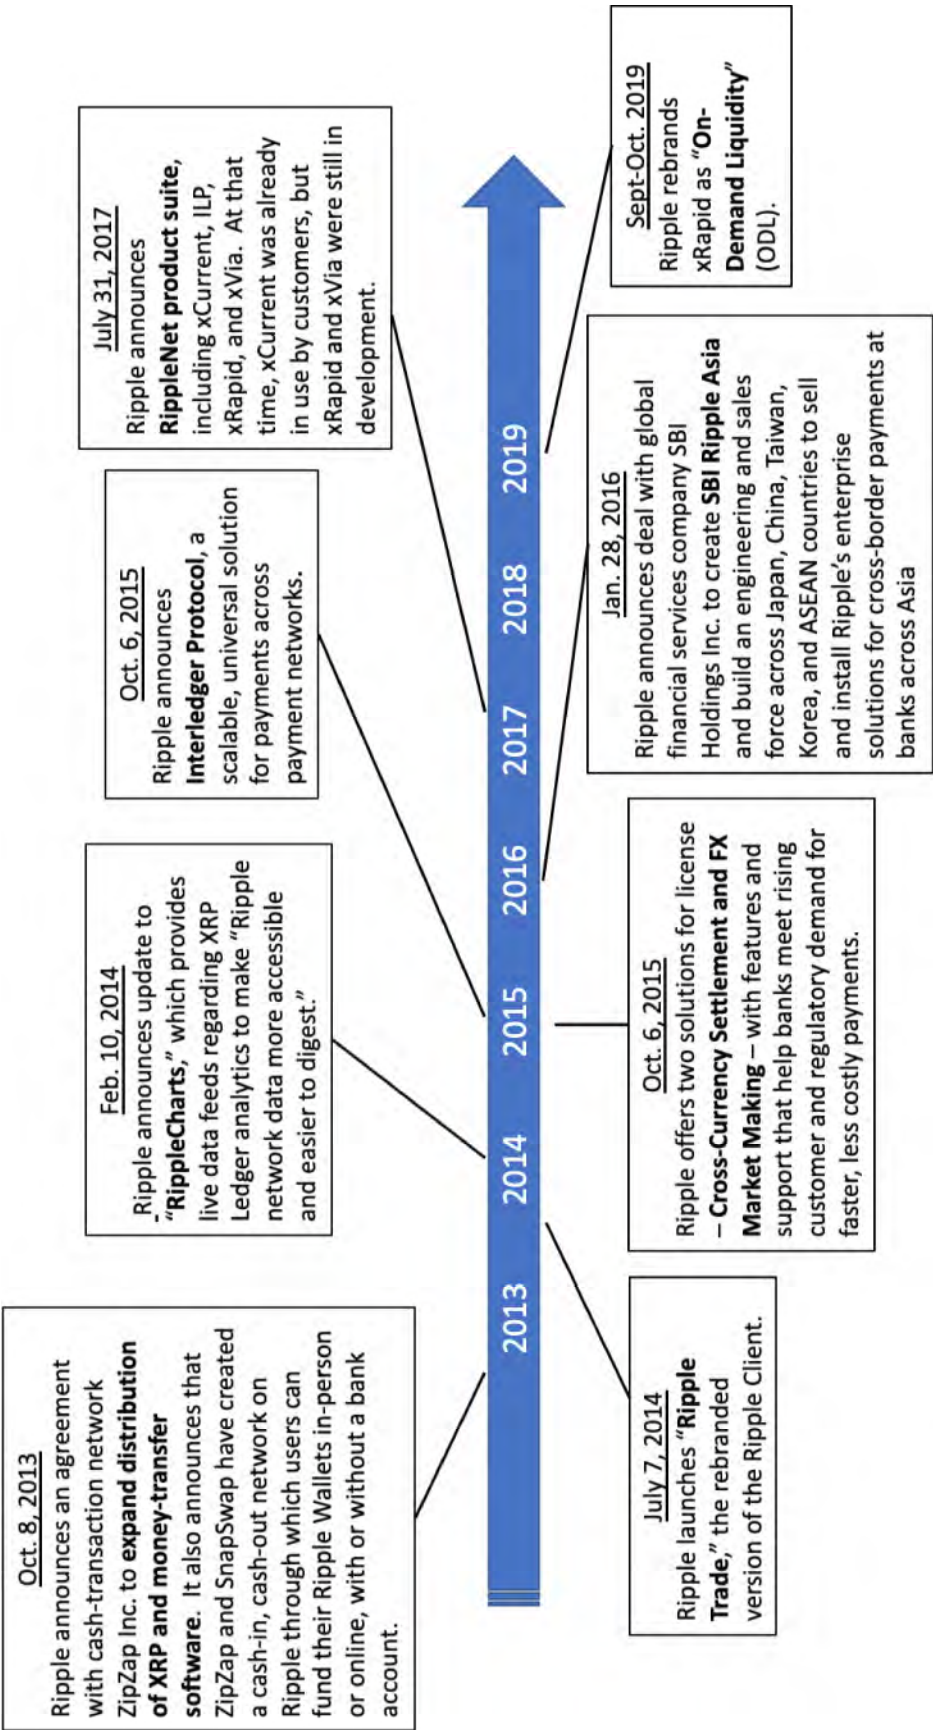 Oct. 8, 2013
Ripple announces an agreement
with cash-transaction network
ZipZap Inc. to expand distribution
of XRP and money-transfer
software. It also announces that
ZipZap and SnapSwap have created
a cash-in, cash-out network on
Ripple through which users can
fund their Ripple Wallets in-person
or online, with or without a bank
account.
Feb. 10, 2014
Ripple announces update to
“RippleCharts,” which provides
live data feeds regarding XRP
Ledger analytics to make “Ripple
network data more accessible
and easier to digest.”
Oct. 6, 2015
Ripple announces
Interledger Protocol, a
scalable, universal solution
for payments across
payment networks.
July 31, 2017
Ripple announces
RippleNet product suite,
including xCurrent, ILP,
xRapid, and xVia. At that
time, xCurrent was already
in use by customers, but
xRapid and xVia were still in
development.
2013
2014
2015
2016
2017
2018
2019
July 7, 2014
Ripple launches “Ripple
Trade,” the rebranded
version of the Ripple Client.
Oct. 6, 2015
Ripple offers two solutions for license
– Cross-Currency Settlement and FX
Market Making – with features and
support that help banks meet rising
customer and regulatory demand for
faster, less costly payments.
Jan. 28, 2016
Ripple announces deal with global
financial services company SBI
Holdings Inc. to create SBI Ripple Asia
and build an engineering and sales
force across Japan, China, Taiwan,
Korea, and ASEAN countries to sell
and install Ripple’s enterprise
solutions for cross-border payments at
banks across Asia
Sept-Oct. 2019
Ripple rebrands
xRapid as “On-
Demand Liquidity”
(ODL).